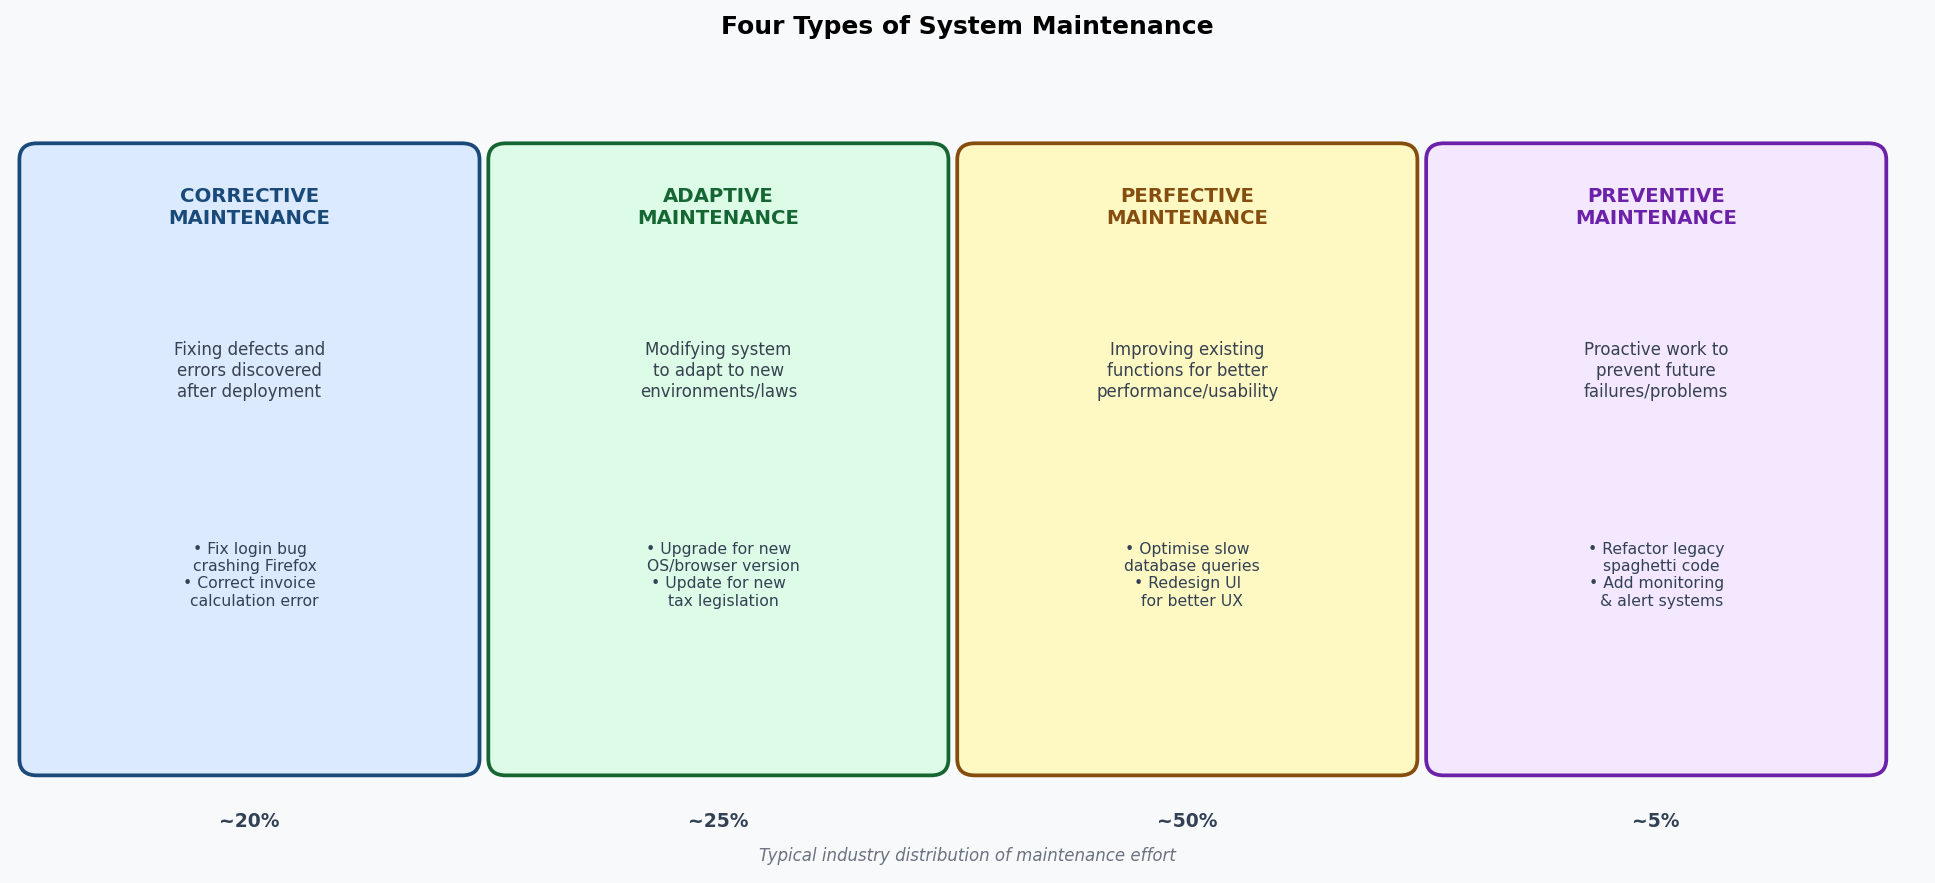 Four Types of System Maintenance
CORRECTIVE
MAINTENANCE
Fixing defects and
errors discovered
after deployment
• Fix login bug
crashing Firefox
• Correct invoice
calculation error
~20%
ADAPTIVE
MAINTENANCE
Modifying system
to adapt to new
environments/laws
• Upgrade for new
OS/browser version
• Update for new
tax legislation
~25%
PERFECTIVE
MAINTENANCE
Improving existing
functions for better
performance/usability
• Optimise slow
database queries
• Redesign UI
for better UX
~50%
PREVENTIVE
MAINTENANCE
Proactive work to
prevent future
failures/problems
• Refactor legacy
spaghetti code
• Add monitoring
& alert systems
~5%
Typical industry distribution of maintenance effort